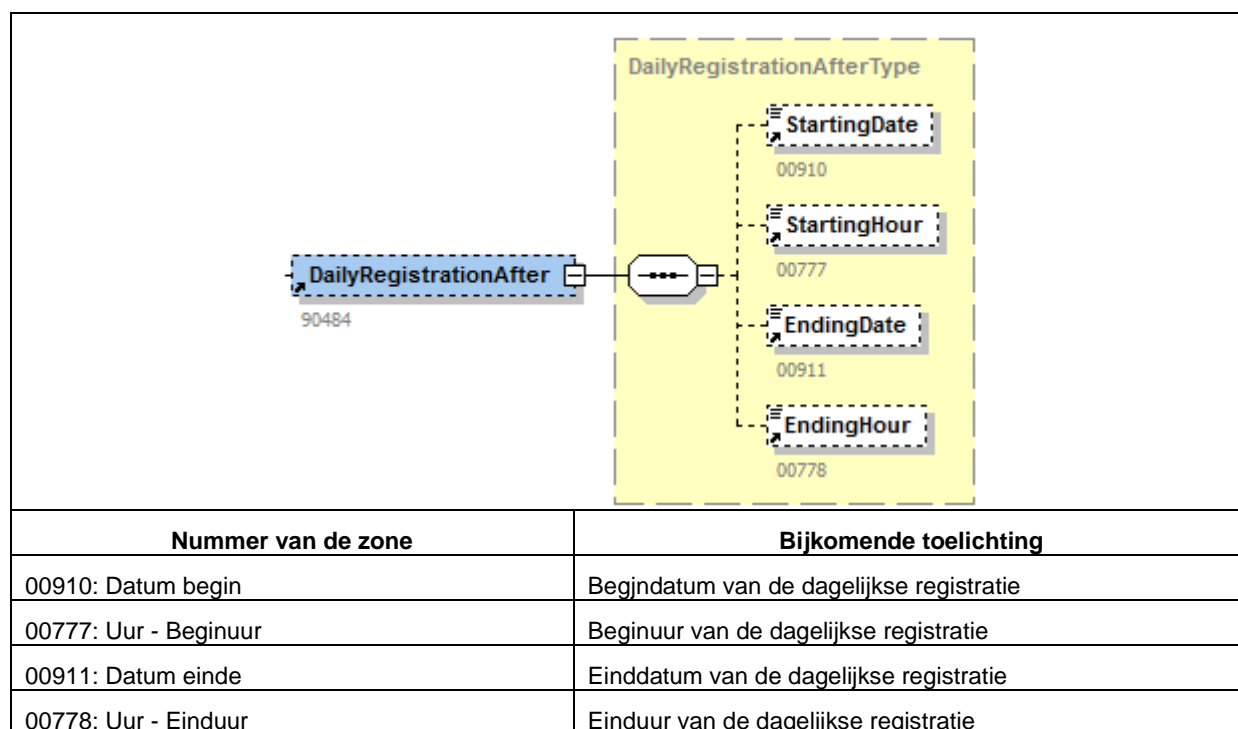 DailyRegistrationAfterType
StartingDate
00910
StartingHour
00777
DailyRegistrationAfter
90484
EndingDate
00911
EndingHour
00778
Nummer van de zone Bijkomende toelichting
00910: Datum begin Begjndatum van de dagelijkse registratie
00777: Uur - Beginuur Beginuur van de dagelijkse registratie
00911: Datum einde Einddatum van de dagelijkse registratie
00778: Uur - Einduur Einduur van de dagelijkse registratie